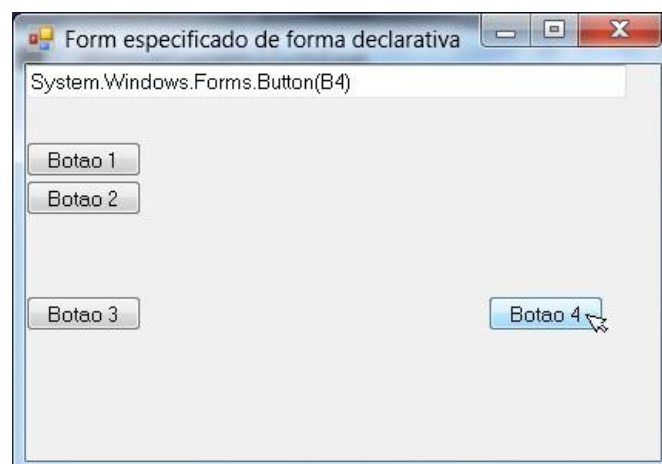 Form especificado de forma declarativa
System.Windows.Forms.Button(B4)
Botao 1
Botao 2
Botao 3
Botao 4